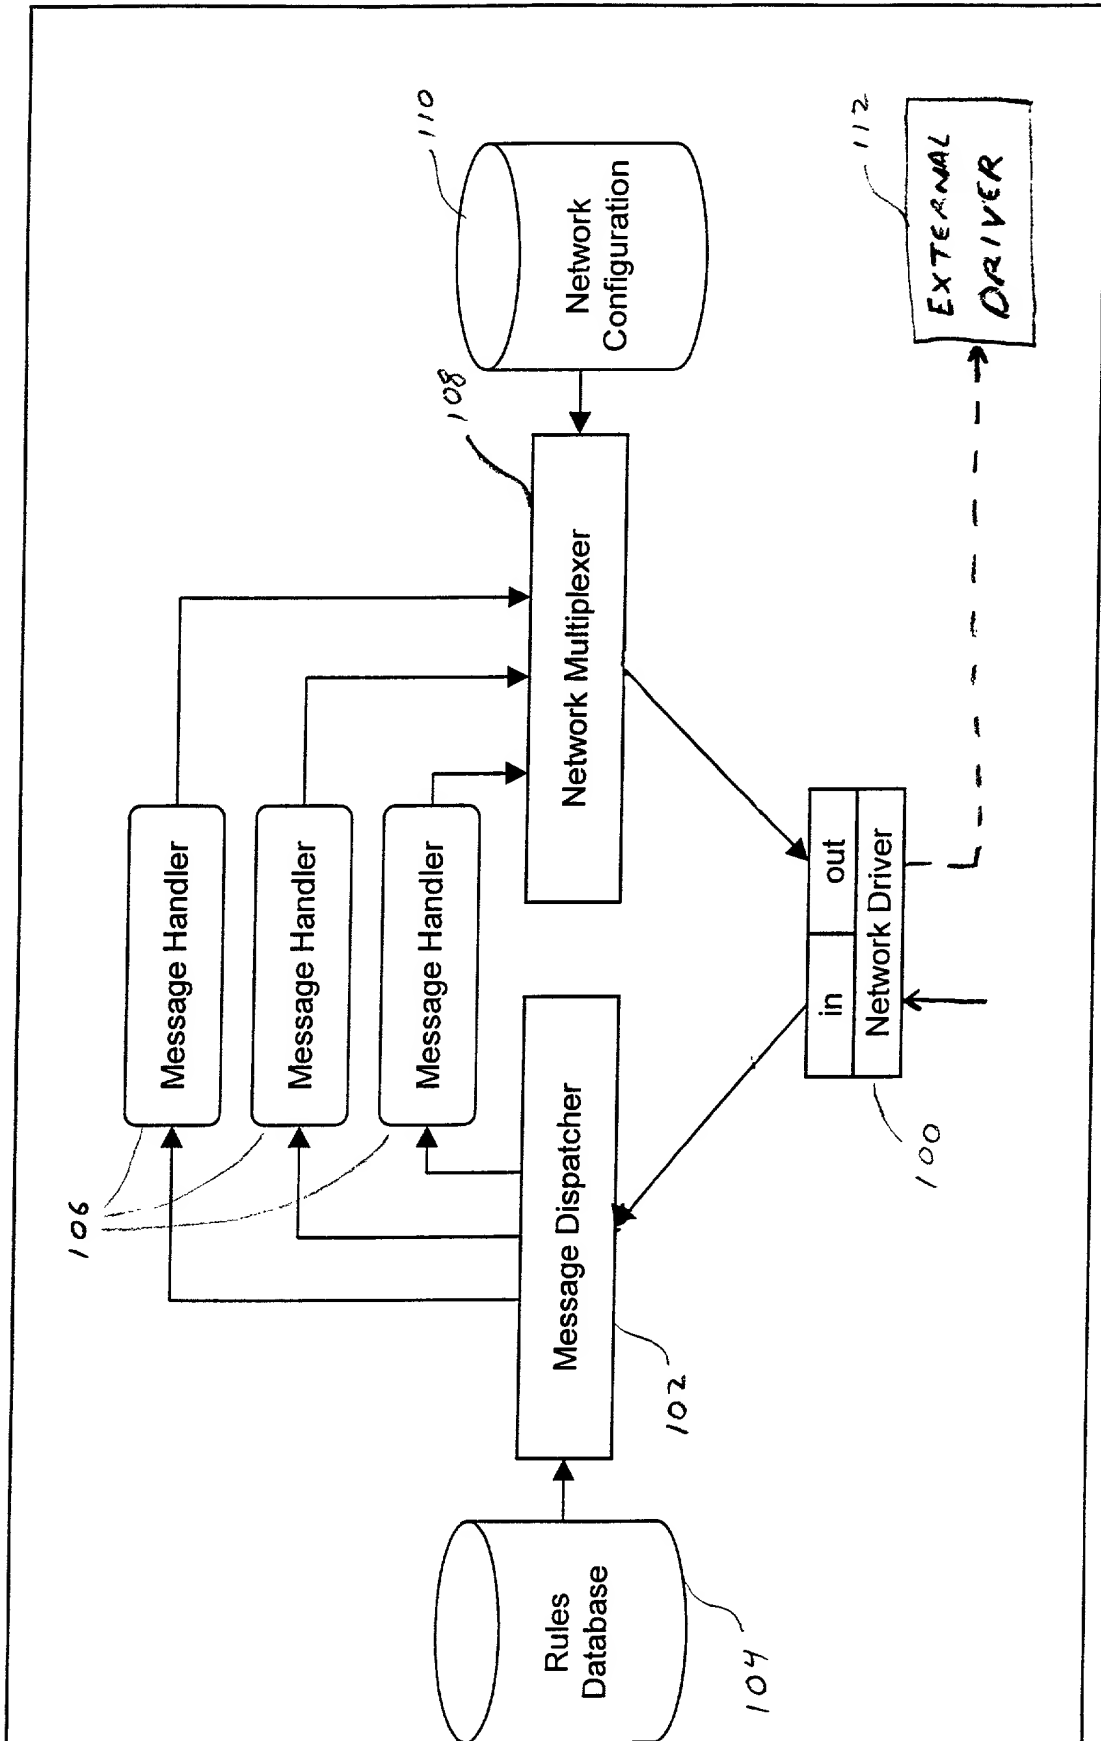 106
Message Handler
Message Handler
Message Handler
110
Network
Configuration
108
Network Multiplexer
Rules
Database
104
Message Dispatcher
102
in
out
Network Driver
100
112
EXTERNAL
DRIVER